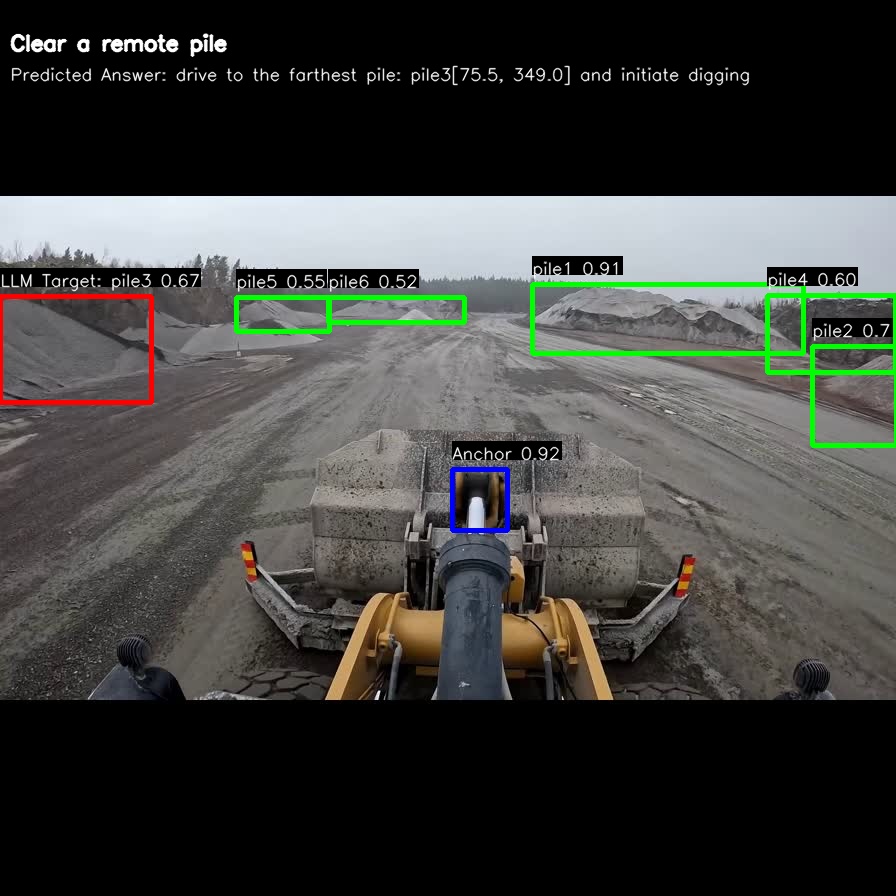 Clear a remote pile
Predicted Answer: drive to the farthest pile: pile3[75.5, 349.0] and initiate digging
LLM Target: pile3 0.67
pile5 0.55
pile6 0.52
pile1 0.91
pile4 0.60
pile2 0.7
Anchor 0.92